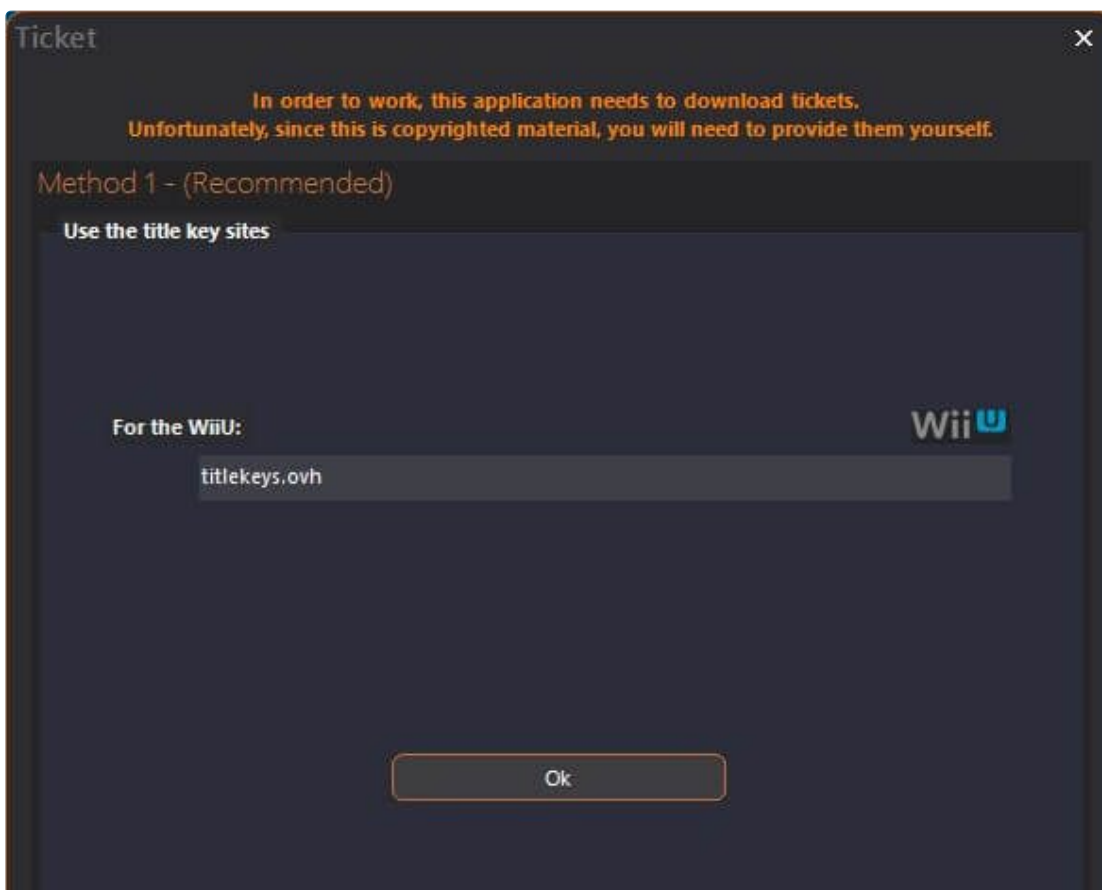 Ticket
In order to work, this application needs to download tickets.
Unfortunately, since this is copyrighted material, you will need to provide them yourself.
Method 1 - (Recommended)
Use the title key sites
For the WiiU:
Wii U
titlekeys.ovh
Ok